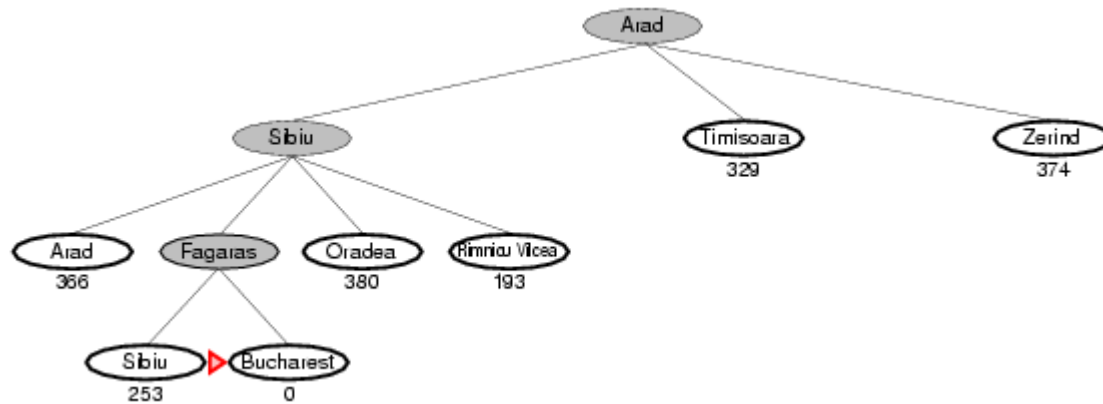 Arad
Sibiu
Timisoara
Zerind
329
374
Arad
Fagaras
Oradea
Rimnicu Vilcea
366
380
193
Sibiu
Bucharest
253
0